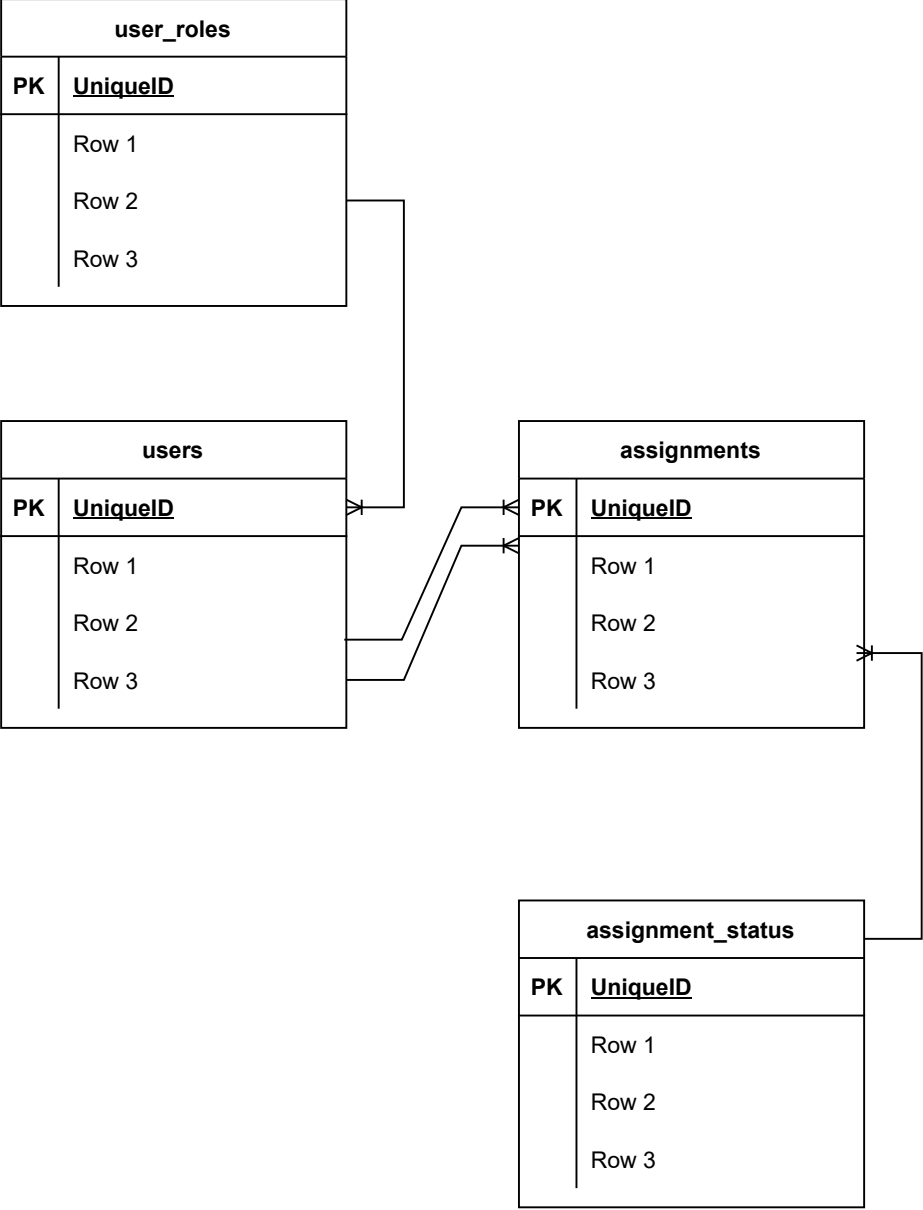 user_roles
PK UniqueID
Row 1
Row 2
Row 3
users
PK UniqueID
Row 1
Row 2
Row 3
assignments
PK UniqueID
Row 1
Row 2
Row 3
assignment_status
PK UniqueID
Row 1
Row 2
Row 3